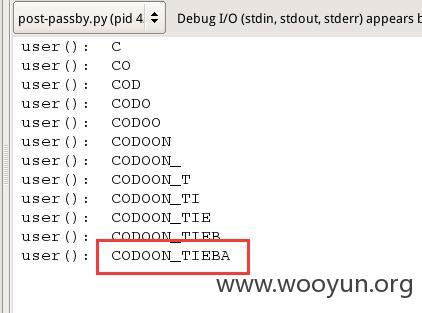 post-passby.py (pid 4
Debug I/O (stdin, stdout, stderr) appears b
user(): C
user(): CO
user(): COD
user(): CODO
user(): CODOO
user(): CODOON
user(): CODOON_
user(): CODOON_T
user(): CODOON_TI
user(): CODOON_TIE
user(): CODOON_TIEB
user(): CODOON_TIEBA
www.wooyun.org